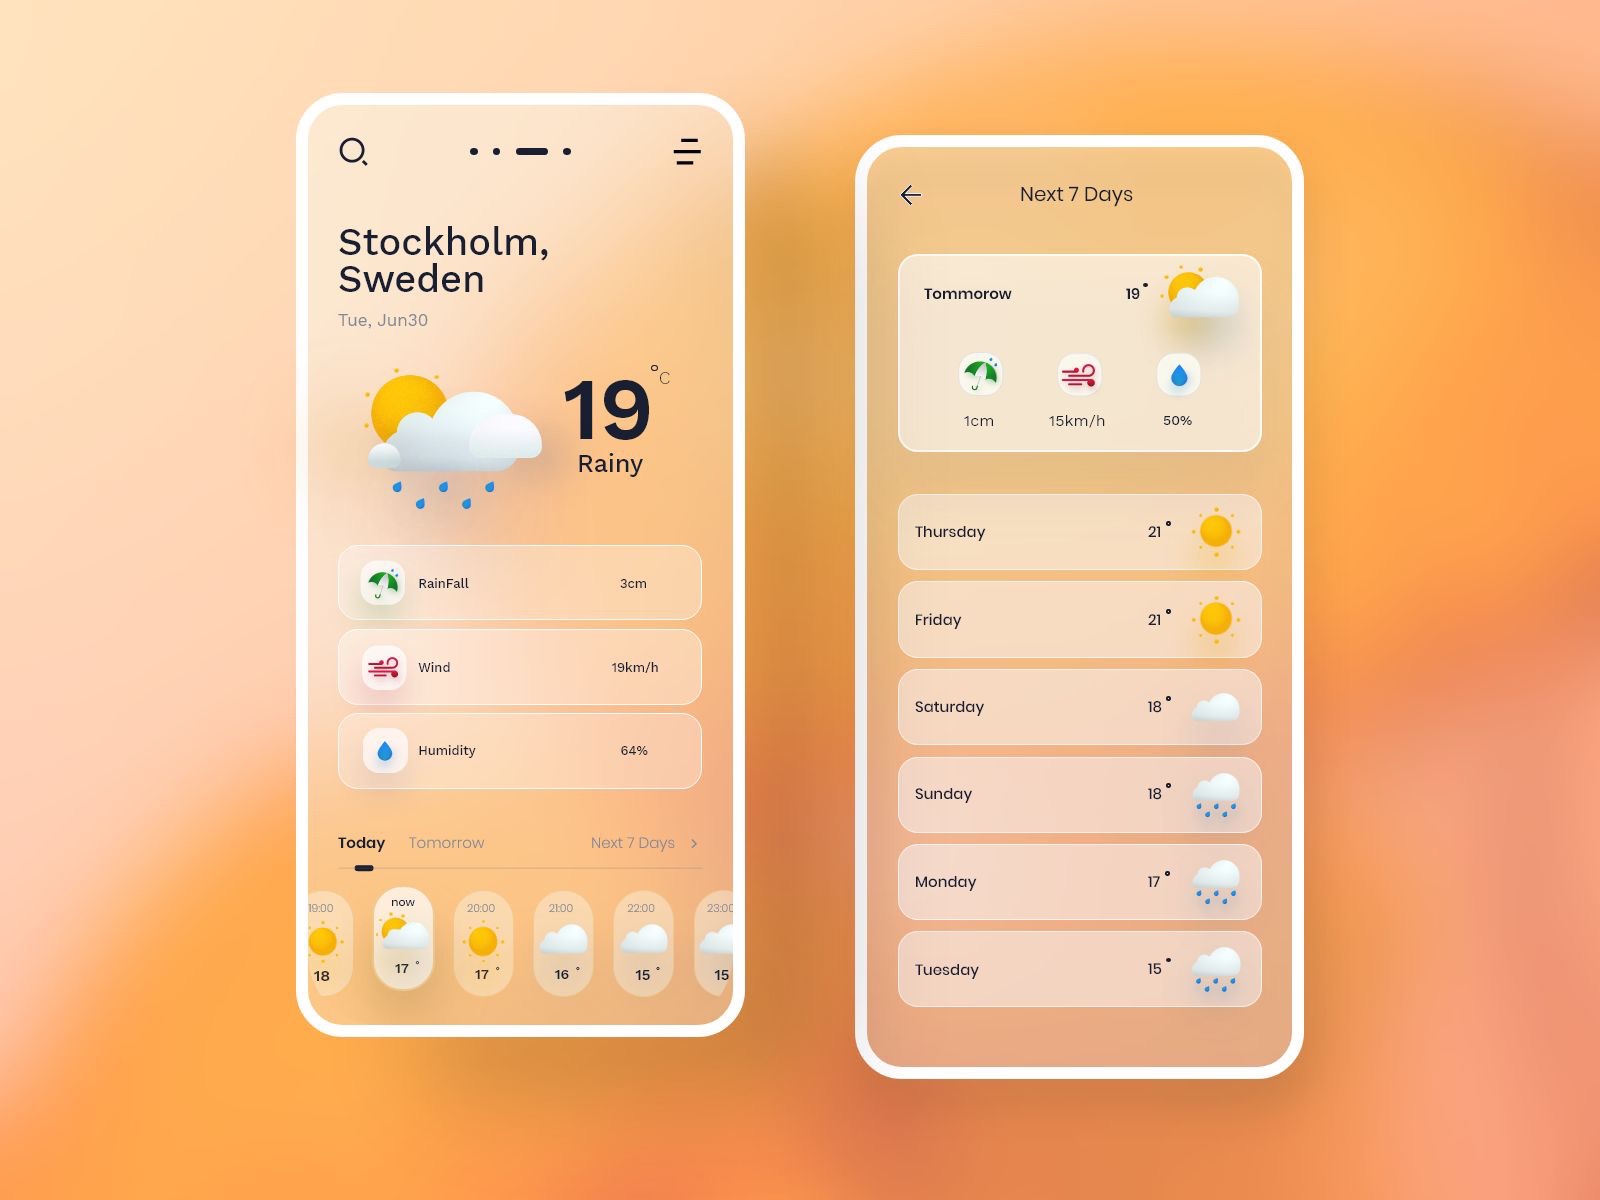 Stockholm,
Sweden
Tue, Jun30
19°C
Rainy
RainFall 3cm
Wind 19km/h
Humidity 64%
Today Tomorrow Next 7 Days >
19:00 now 20:00 21:00 22:00 23:00
18 17° 17° 16° 15° 15
Next 7 Days
Tommorow 19°
1cm 15km/h 50%
Thursday 21°
Friday 21°
Saturday 18°
Sunday 18°
Monday 17°
Tuesday 15°